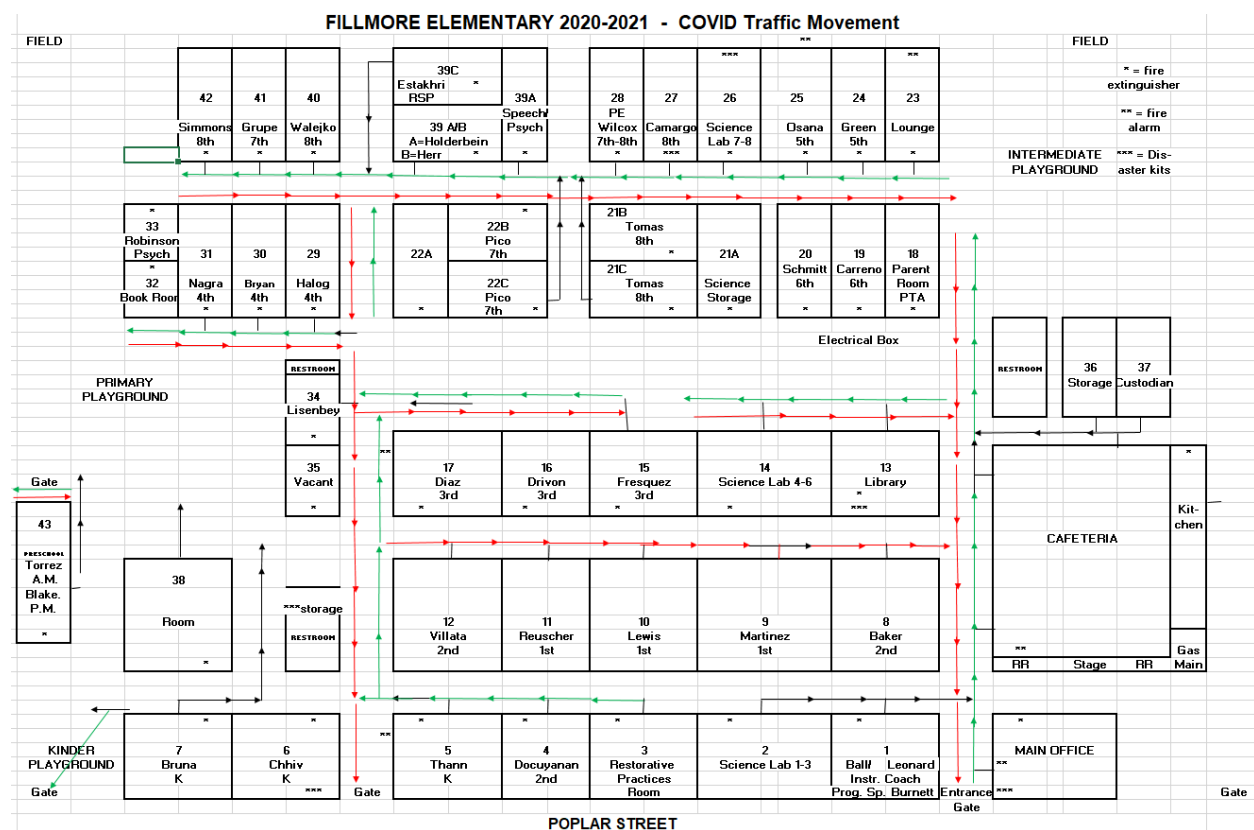 FILLMORE ELEMENTARY 2020-2021 - COVID Traffic Movement
FIELD
FIELD
**
39C
Estakhri *
RSP
***
**
* = fire
extinguisher
42
Simmons
8th
*
41
Grupe
7th
*
40
Walejko
8th
*
39 A/B
A=Holderbein
B=Herr *
39A
Speech/
Psych
*
28
PE
Wilcox
7th-8th
*
27
Camargo
8th
***
26
Science
Lab 7-8
*
25
Osana
5th
*
24
Green
5th
*
23
Lounge
*
** = fire
alarm
INTERMEDIATE
PLAYGROUND
*** = Dis-
aster kits
*
33
Robinson
Psych
*
32
Book Room
31
Nagra
4th
*
30
Bryan
4th
*
29
Halog
4th
*
22A
*
*
22B
Pico
7th
22C
Pico
7th *
21B
Tomas
8th
*
21C
Tomas
8th
21A
Science
Storage
20
Schmitt
6th
*
19
Carreno
6th
*
18
Parent
Room
PTA
*
Electrical Box
PRIMARY
PLAYGROUND
RESTROOM
34
Lisenbey
*
RESTROOM
36
Storage
37
Custodian
35
Vacant
*
**
17
Diaz
3rd
*
16
Drivon
3rd
*
15
Fresquez
3rd
*
14
Science Lab 4-6
*
13
Library
*
***
*
Kit-
chen
CAFETERIA
Gate
43
PRESCHOOL
Torrez
A.M.
Blake.
P.M.
*
38
Room
*
***storage
RESTROOM
12
Villata
2nd
11
Reuscher
1st
10
Lewis
1st
9
Martinez
1st
8
Baker
2nd
**
RR Stage RR
Gas
Main
KINDER
PLAYGROUND
Gate
*
7
Bruna
K
*
6
Chhiv
K
***
**
Gate
*
5
Thann
K
*
4
Docuyanan
2nd
*
3
Restorative
Practices
Room
*
2
Science Lab 1-3
*
1
Ball/ Leonard
Instr. Coach
Prog. Sp. Burnett
Entrance
Gate
*
MAIN OFFICE
**
***
Gate
POPLAR STREET